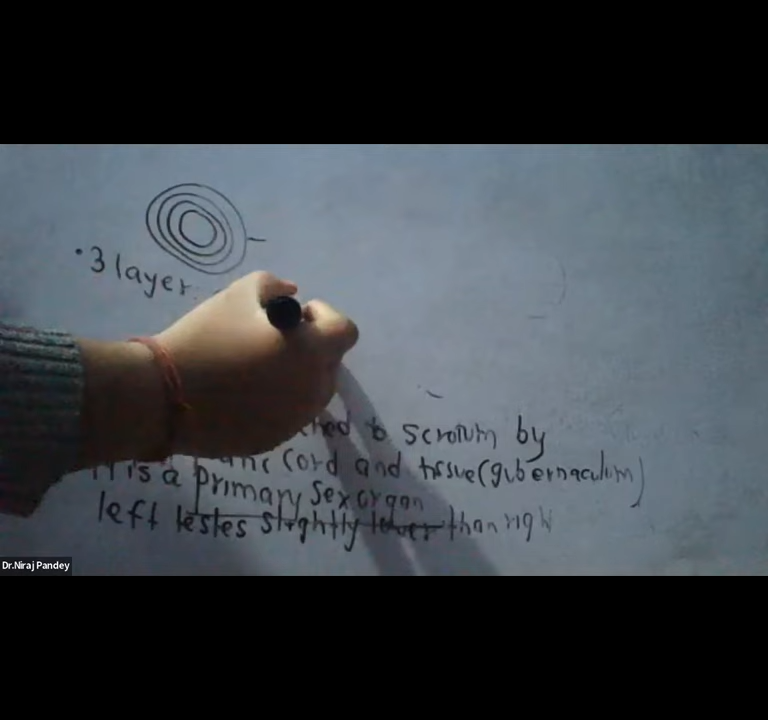 • 3 layer
to scrotum by
cord and tissue (gubernaculum)
It is a primary sex organ
left testes slightly lower than righ
Dr.Niraj Pandey